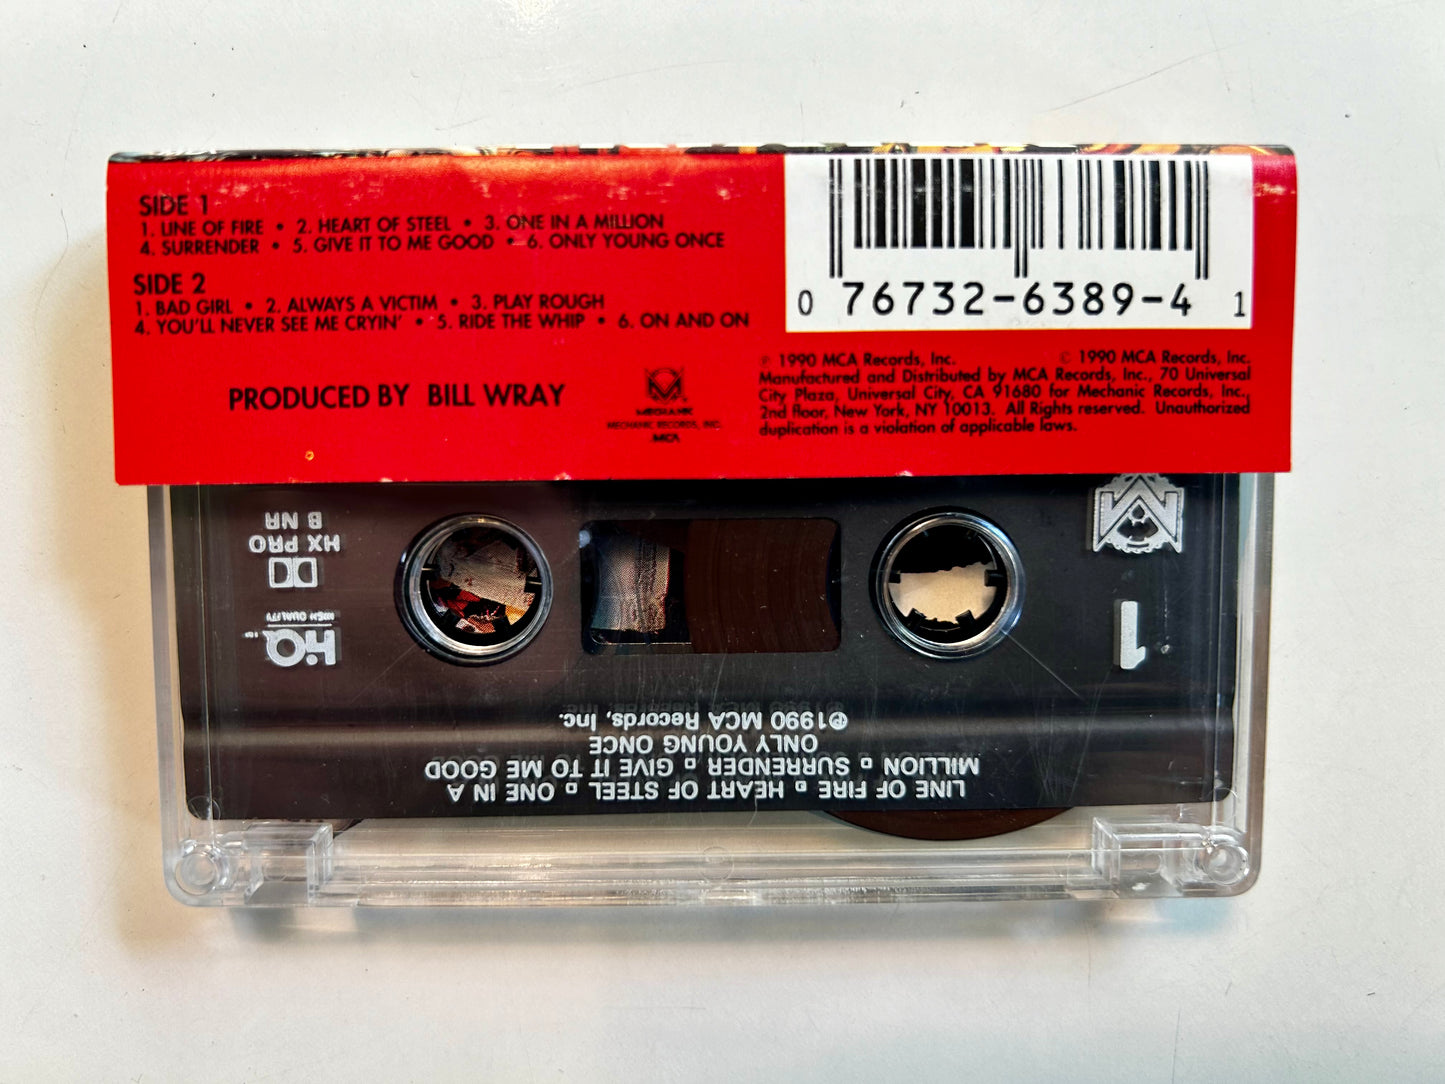 SIDE 1
1. LINE OF FIRE • 2. HEART OF STEEL • 3. ONE IN A MILLION
4. SURRENDER • 5. GIVE IT TO ME GOOD • 6. ONLY YOUNG ONCE
SIDE 2
1. BAD GIRL • 2. ALWAYS A VICTIM • 3. PLAY ROUGH
4. YOU'LL NEVER SEE ME CRYIN' • 5. RIDE THE WHIP • 6. ON AND ON
PRODUCED BY BILL WRAY
MECHANIC
MECHANIC RECORDS, INC.
MCA
0 76732-6389-4 1
℗ 1990 MCA Records, Inc. © 1990 MCA Records, Inc.
Manufactured and Distributed by MCA Records, Inc., 70 Universal
City Plaza, Universal City, CA 91680 for Mechanic Records, Inc.,
2nd floor, New York, NY 10013. All Rights reserved. Unauthorized
duplication is a violation of applicable laws.
1
HiQ
HIGH QUALITY
HX PRO
B NR
LINE OF FIRE ▫ HEART OF STEEL ▫ ONE IN A
MILLION ▫ SURRENDER ▫ GIVE IT TO ME GOOD
ONLY YOUNG ONCE
℗1990 MCA Records, Inc.